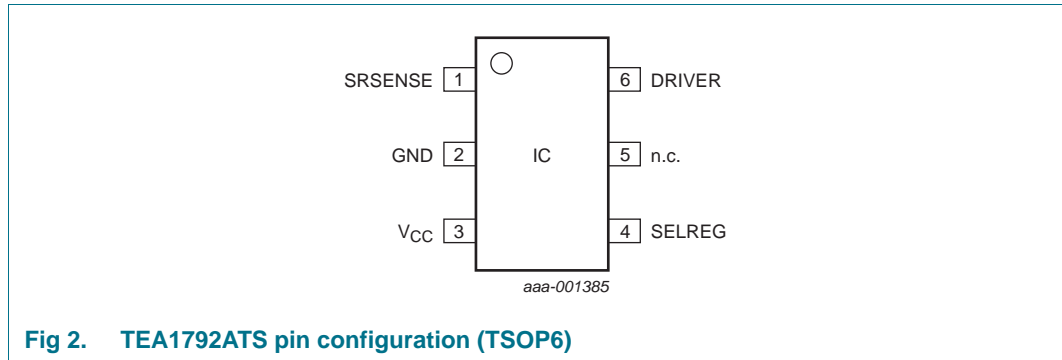 SRSENSE 1 6 DRIVER
GND 2 IC 5 n.c.
VCC 3 4 SELREG
aaa-001385
Fig 2. TEA1792ATS pin configuration (TSOP6)